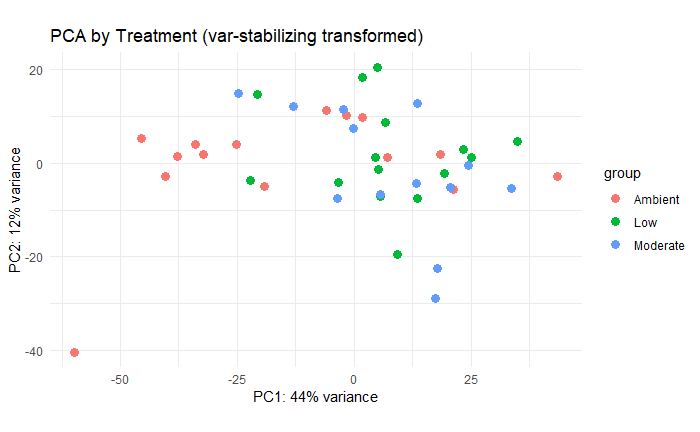 PCA by Treatment (var-stabilizing transformed)
20
0
-20
-40
PC2: 12% variance
-50
-25
0
25
PC1: 44% variance
group
Ambient
Low
Moderate